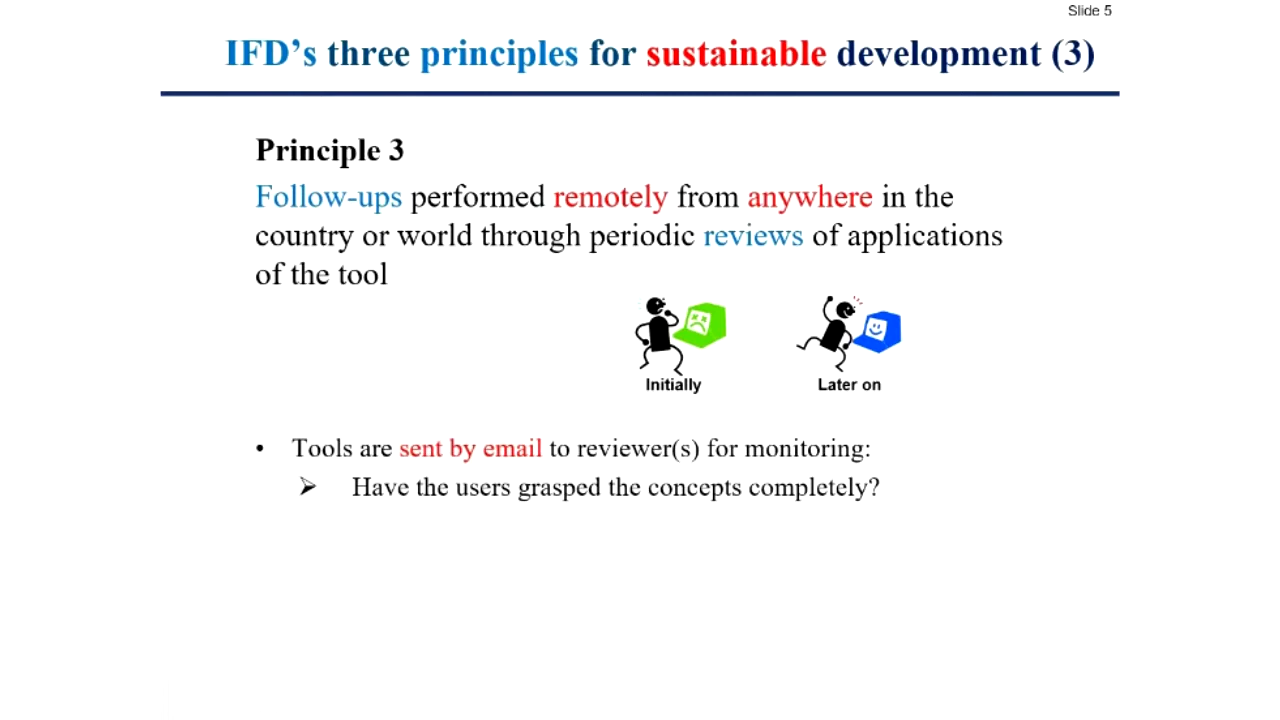 Slide 5
IFD's three principles for sustainable development (3)
Principle 3
Follow-ups performed remotely from anywhere in the
country or world through periodic reviews of applications
of the tool
Initially
Later on
• Tools are sent by email to reviewer(s) for monitoring:
➢ Have the users grasped the concepts completely?